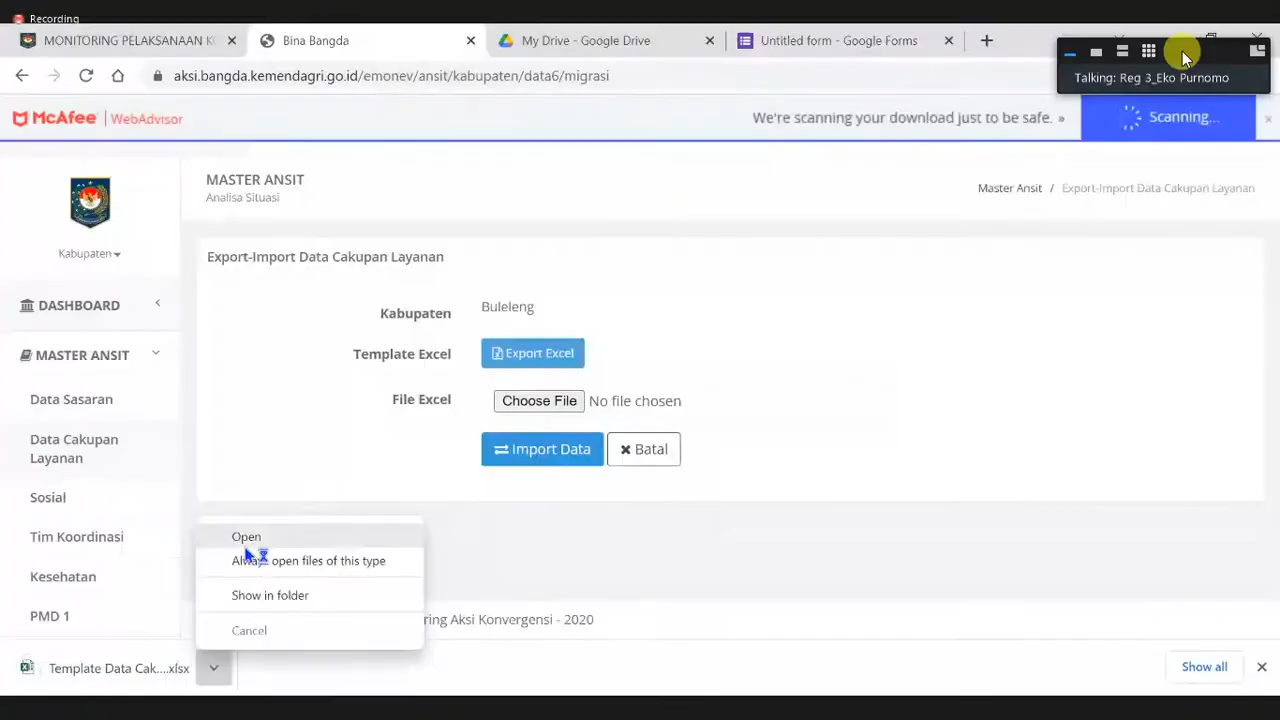 Recording
MONITORING PELAKSANAAN K
Bina Bangda
My Drive - Google Drive
Untitled form - Google Forms
aksi.bangda.kemendagri.go.id/emonev/ansit/kabupaten/data6/migrasi
Talking: Reg 3_Eko Purnomo
McAfee | WebAdvisor
We're scanning your download just to be safe. »
Scanning...
MASTER ANSIT
Analisa Situasi
Master Ansit / Export-Import Data Cakupan Layanan
Kabupaten
Export-Import Data Cakupan Layanan
DASHBOARD
Kabupaten
Buleleng
MASTER ANSIT
Template Excel
Export Excel
Data Sasaran
File Excel
Choose File No file chosen
Data Cakupan
Layanan
Import Data
Batal
Sosial
Tim Koordinasi
Kesehatan
PMD 1
Open
Always open files of this type
Show in folder
Cancel
ring Aksi Konvergensi - 2020
Template Data Cak....xlsx
Show all